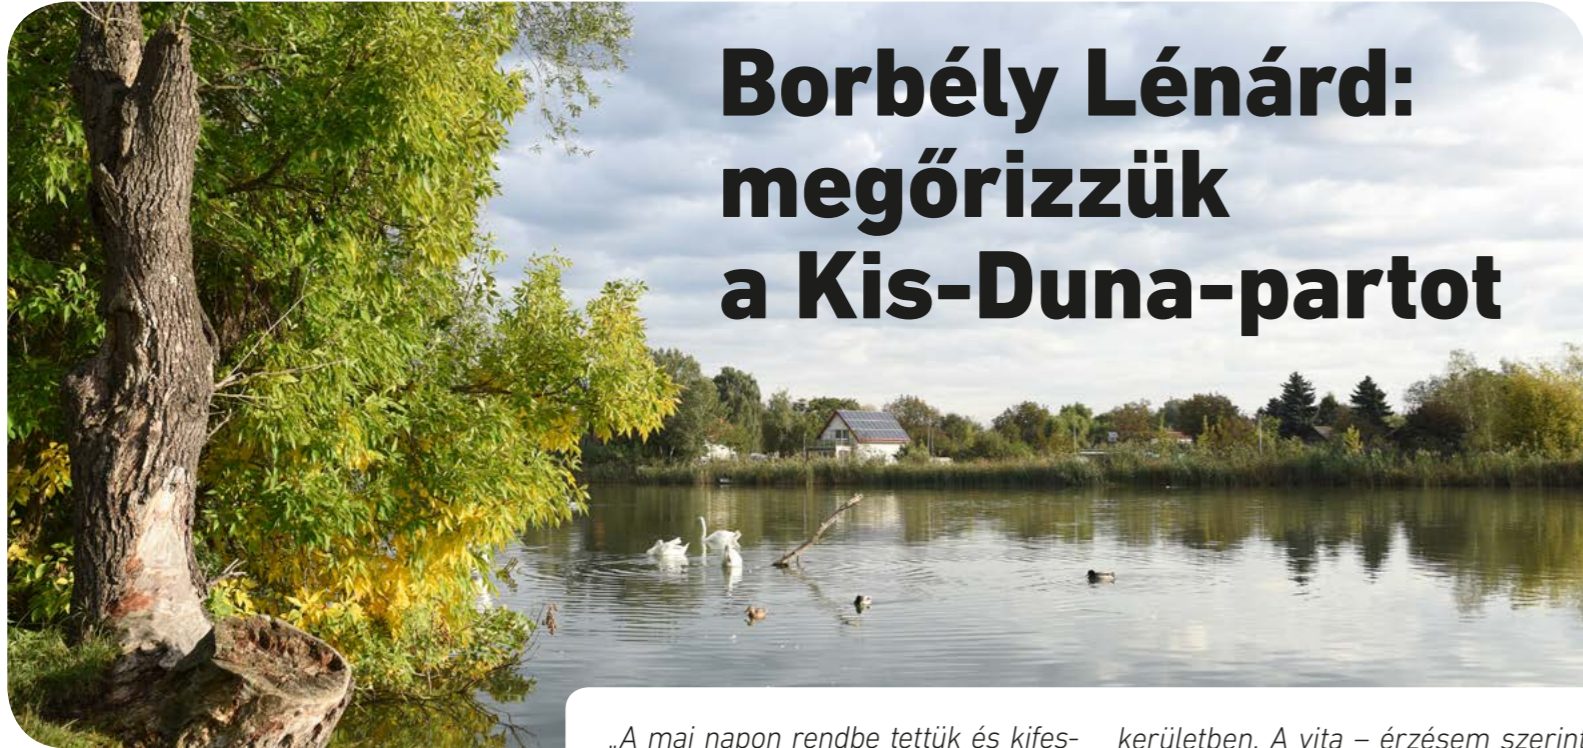 Borbély Lénárd:
megőrizzük
a Kis-Duna-partot
„A mai napon rendbe tettük és kifes-
kerületben. A vita – érzésem szerint